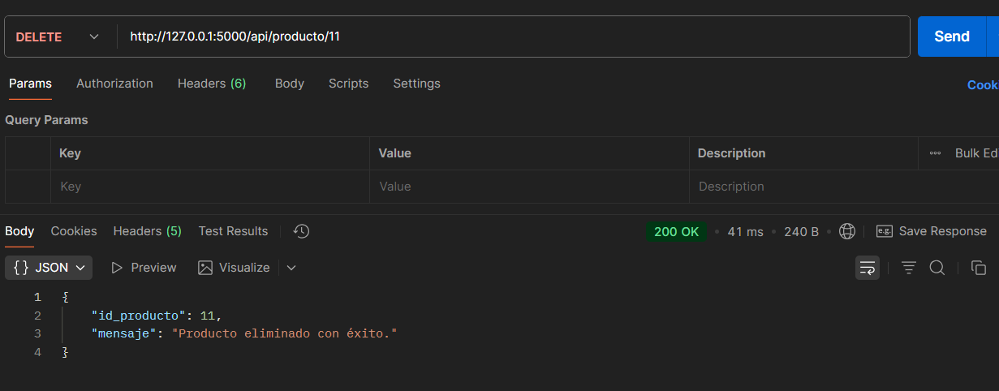 DELETE http://127.0.0.1:5000/api/producto/11 Send
Params Authorization Headers (6) Body Scripts Settings Cook
Query Params
Key Value Description Bulk Ed
Key Value Description
Body Cookies Headers (5) Test Results 200 OK 41 ms 240 B e.g. Save Response
{} JSON Preview Visualize
1 {
2 "id_producto": 11,
3 "mensaje": "Producto eliminado con éxito."
4 }